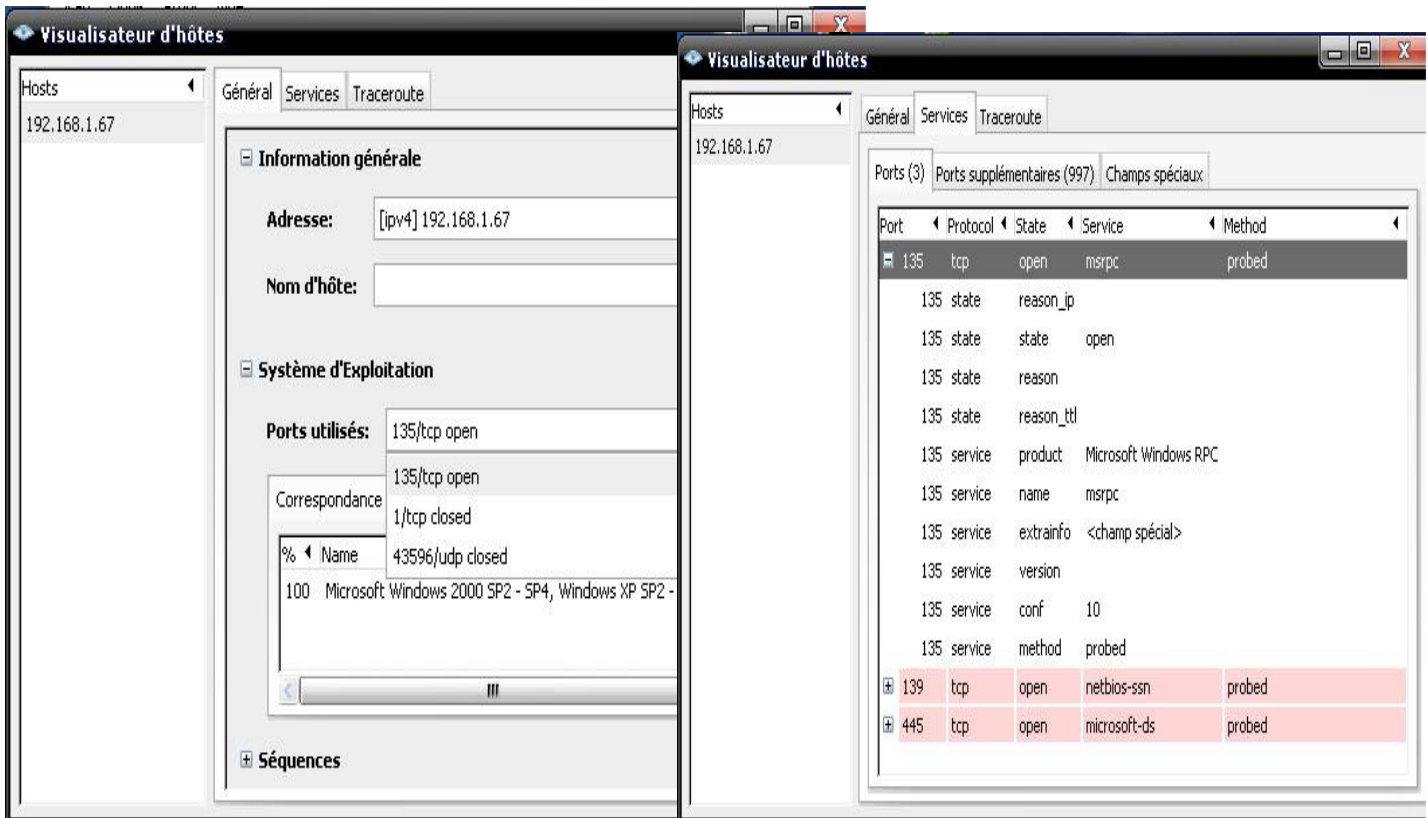 Visualisateur d'hôtes
Hosts
192.168.1.67
Général Services Traceroute
Information générale
Adresse: [ipv4] 192.168.1.67
Nom d'hôte:
Système d'Exploitation
Ports utilisés: 135/tcp open
135/tcp open
1/tcp closed
43596/udp closed
Correspondance
% Name
100 Microsoft Windows 2000 SP2 - SP4, Windows XP SP2 -
Séquences
Visualisateur d'hôtes
Hosts
192.168.1.67
Général Services Traceroute
Ports (3) Ports supplémentaires (997) Champs spéciaux
Port Protocol State Service Method
135 tcp open msrpc probed
135 state reason_ip
135 state state open
135 state reason
135 state reason_ttl
135 service product Microsoft Windows RPC
135 service name msrpc
135 service extrainfo <champ spécial>
135 service version
135 service conf 10
135 service method probed
139 tcp open netbios-ssn probed
445 tcp open microsoft-ds probed